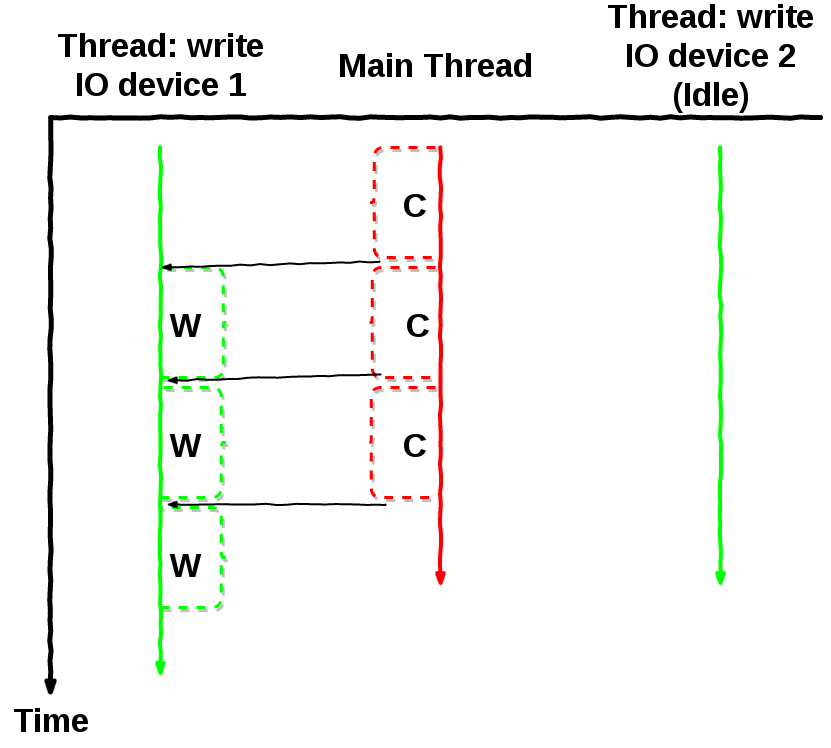 Thread: write
IO device 1
Main Thread
Thread: write
IO device 2
(Idle)
C
C
C
W
W
W
Time